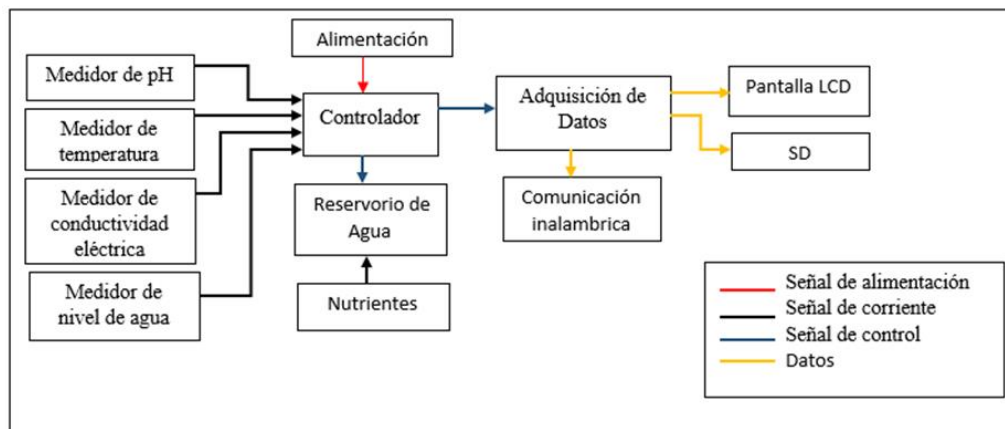 Alimentación
Medidor de pH
Medidor de
temperatura
Medidor de
conductividad
eléctrica
Medidor de
nivel de agua
Controlador
Reservorio de
Agua
Nutrientes
Adquisición de
Datos
Comunicación
inalambrica
Pantalla LCD
SD
Señal de alimentación
Señal de corriente
Señal de control
Datos